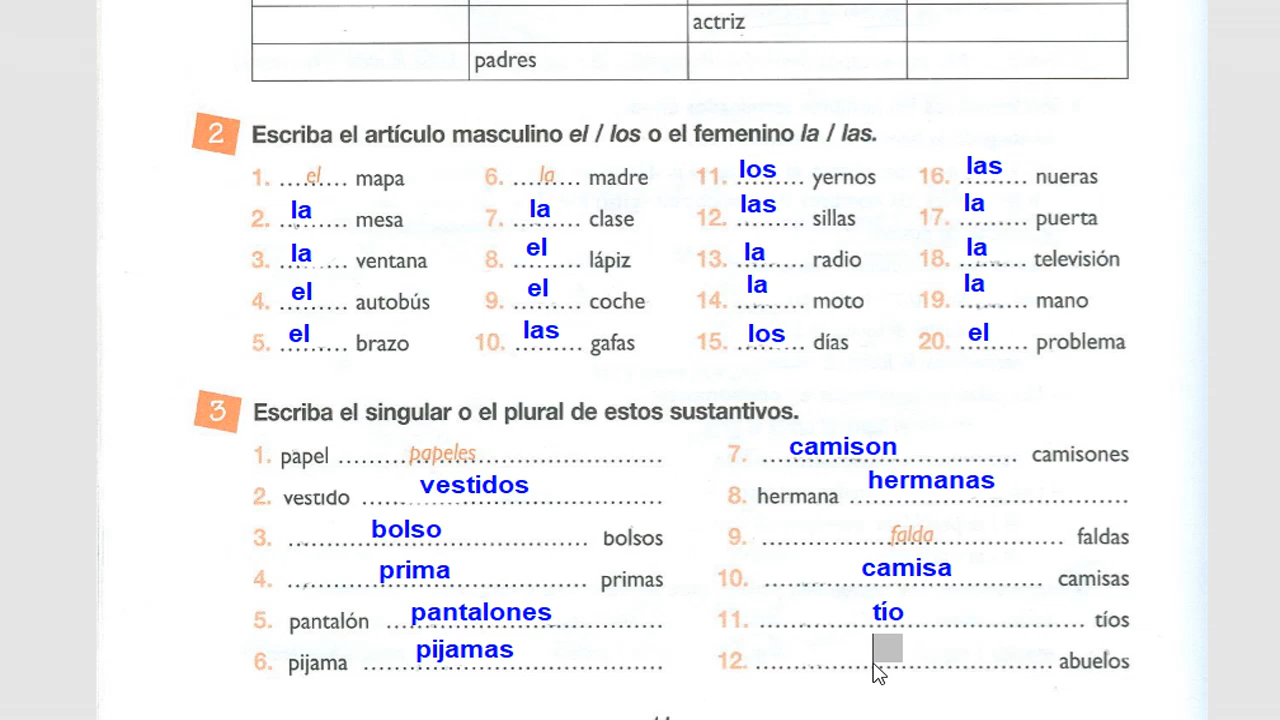 actriz
padres
2 Escriba el artículo masculino el / los o el femenino la / las.
1. ...el... mapa 6. ...la... madre 11. los yernos 16. las nueras
2. la mesa 7. la clase 12. las sillas 17. la puerta
3. la ventana 8. el lápiz 13. la radio 18. la televisión
4. el autobús 9. el coche 14. la moto 19. la mano
5. el brazo 10. las gafas 15. los días 20. el problema
3 Escriba el singular o el plural de estos sustantivos.
1. papel papeles 7. camison camisones
2. vestido vestidos 8. hermana hermanas
3. bolso bolsos 9. falda faldas
4. prima primas 10. camisa camisas
5. pantalón pantalones 11. tío tíos
6. pijama pijamas 12. abuelos